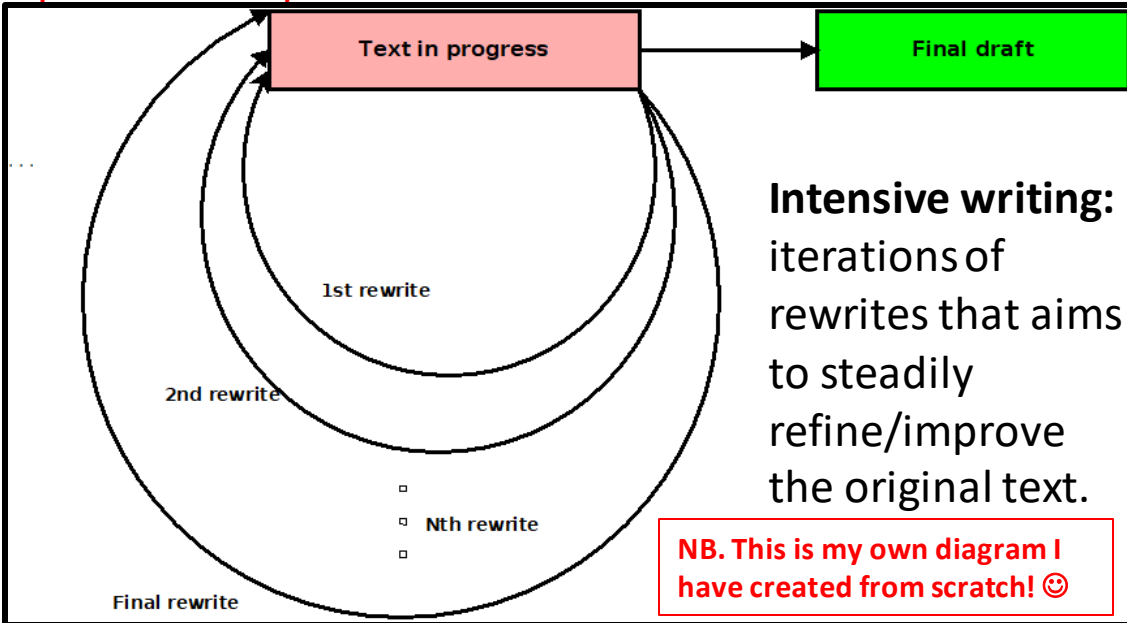 Text in progress
Final draft
...
Intensive writing:
iterations of
rewrites that aims
to steadily
refine/improve
the original text.
1st rewrite
2nd rewrite
Nth rewrite
Final rewrite
NB. This is my own diagram I
have created from scratch! ☺